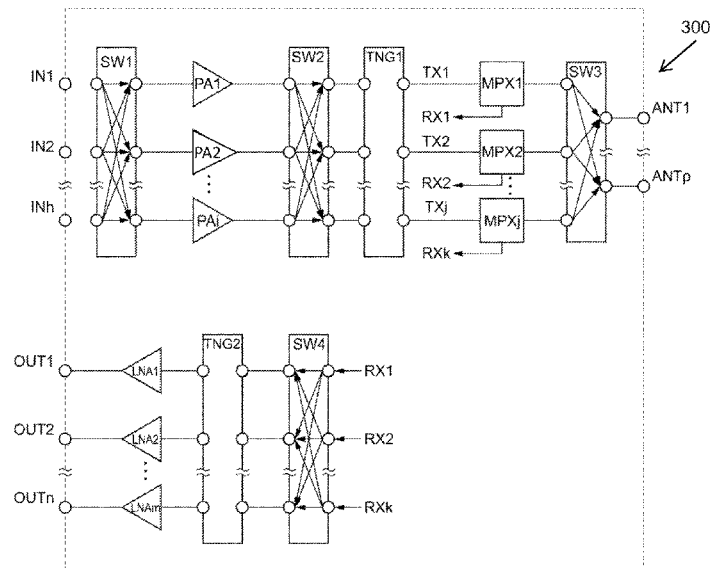 300
SW1
SW2
TNG1
SW3
IN1
PA1
TX1
MPX1
RX1
ANT1
IN2
PA2
TX2
MPX2
RX2
ANTρ
INh
PAi
TXj
MPXj
RXk
TNG2
SW4
OUT1
LNA1
RX1
OUT2
LNA2
RX2
OUTn
LNAm
RXk